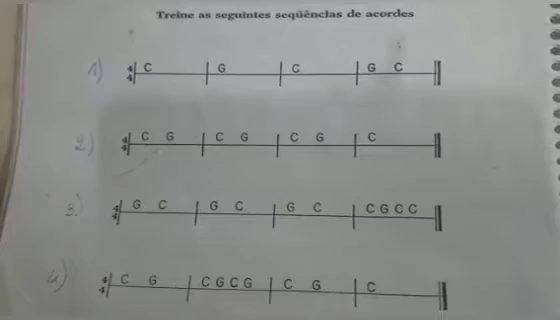 Treine as seguintes seqüências de acordes
1) 4/4 C | G | C | G C
2) 4/4 C G | C G | C G | C
3) 4/4 G C | G C | G C | C G C C
4) 4/4 C G | C G C G | C G | C